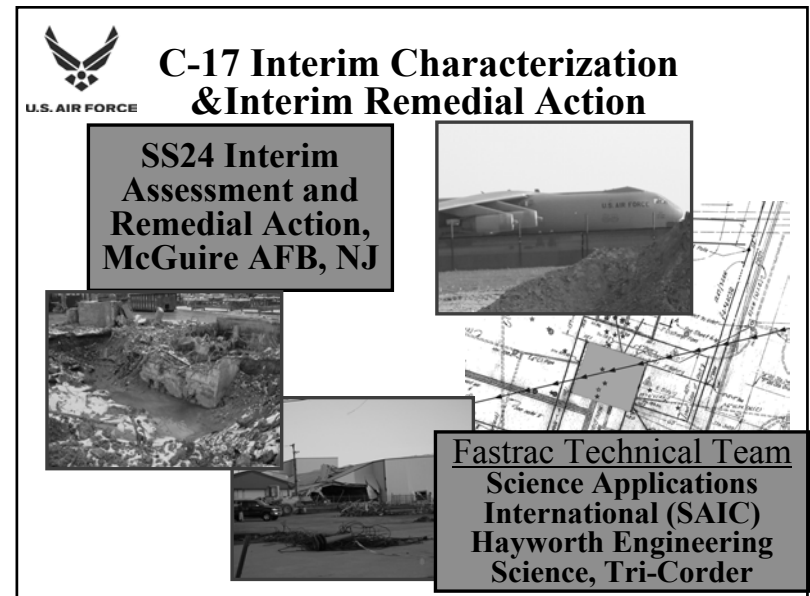 U.S. AIR FORCE
C-17 Interim Characterization
&Interim Remedial Action
SS24 Interim
Assessment and
Remedial Action,
McGuire AFB, NJ
U.S. AIR FORCE
Fastrac Technical Team
Science Applications
International (SAIC)
Hayworth Engineering
Science, Tri-Corder